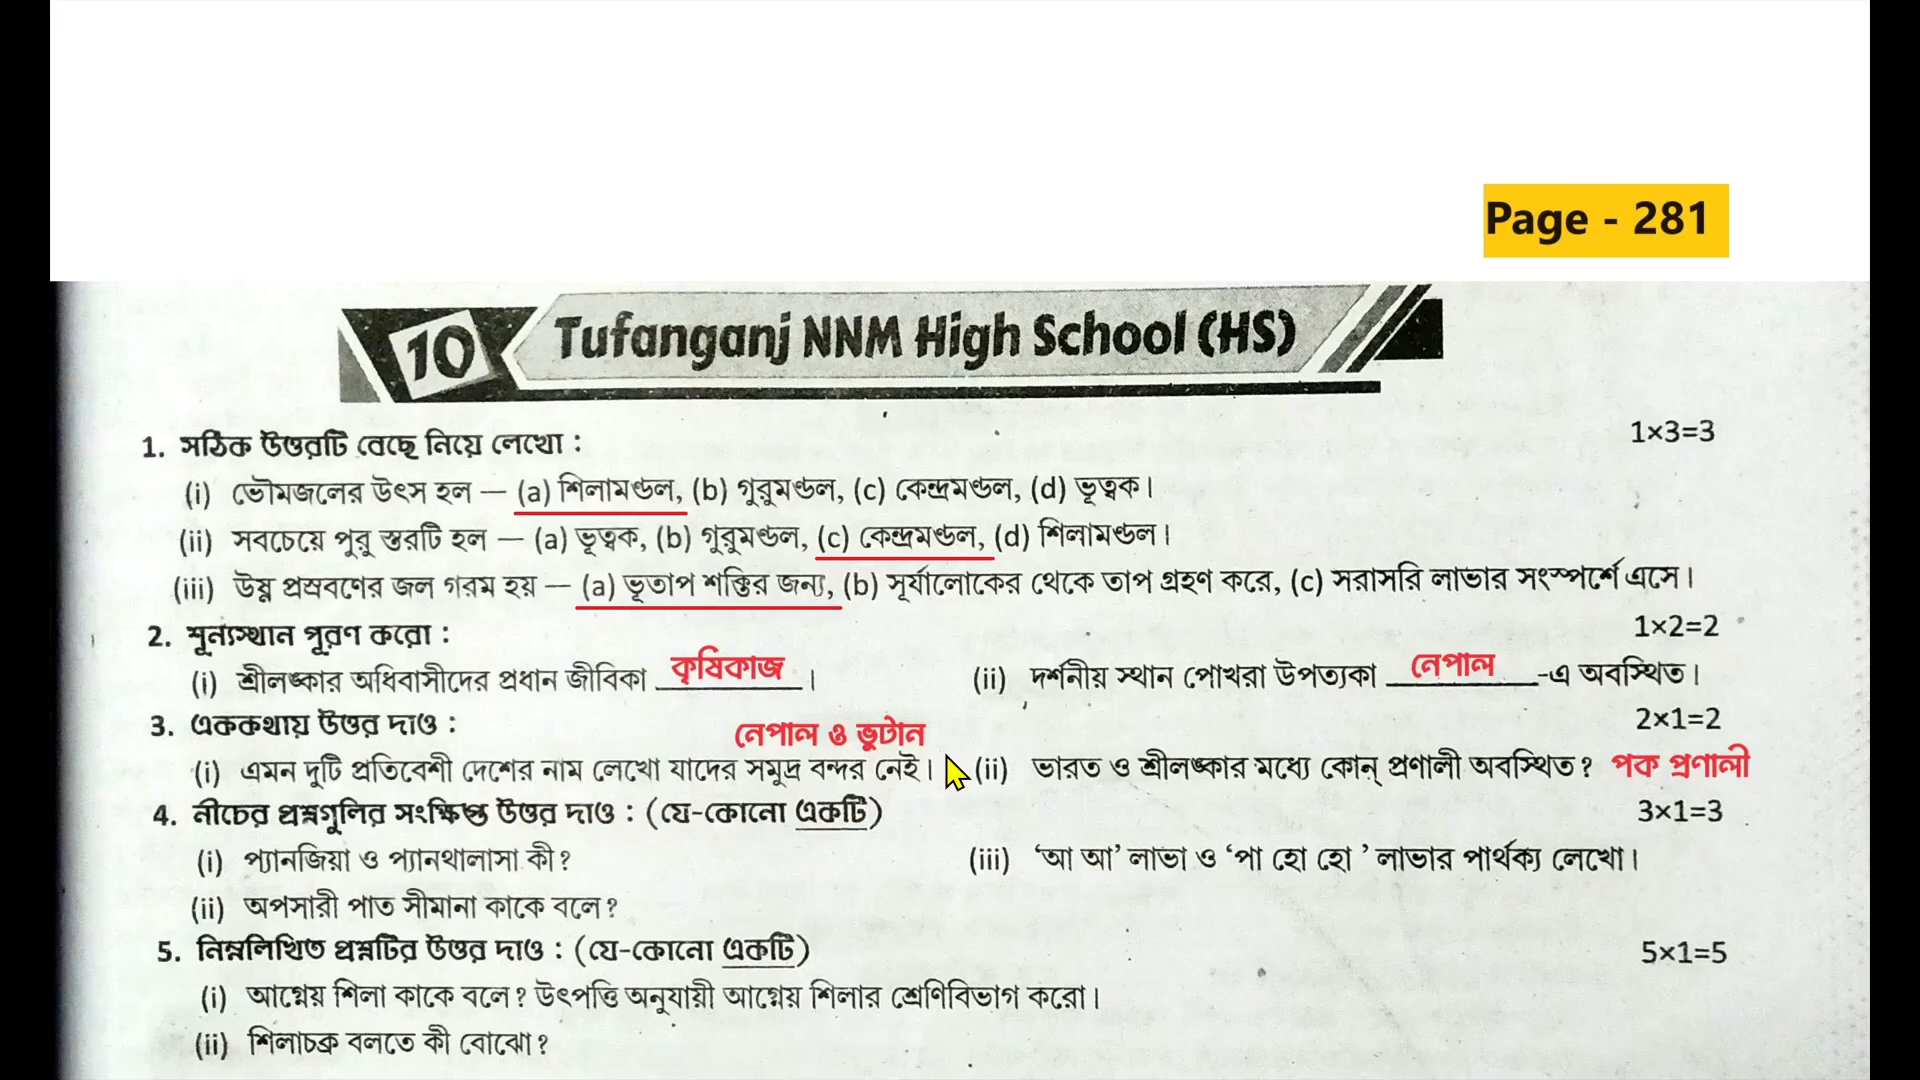 Page - 281
10 Tufanganj NNM High School (HS)
1. সঠিক উত্তরটি বেছে নিয়ে লেখো : 1×3=3
(i) ভৌমজলের উৎস হল — (a) শিলামণ্ডল, (b) গুরুমণ্ডল, (c) কেন্দ্রমণ্ডল, (d) ভূত্বক।
(ii) সবচেয়ে পুরু স্তরটি হল — (a) ভূত্বক, (b) গুরুমণ্ডল, (c) কেন্দ্রমণ্ডল, (d) শিলামণ্ডল।
(iii) উষ্ণ প্রস্রবণের জল গরম হয় — (a) ভূতাপ শক্তির জন্য, (b) সূর্যালোকের থেকে তাপ গ্রহণ করে, (c) সরাসরি লাভার সংস্পর্শে এসে।
2. শূন্যস্থান পূরণ করো : 1×2=2
(i) শ্রীলঙ্কার অধিবাসীদের প্রধান জীবিকা কৃষিকাজ। (ii) দর্শনীয় স্থান পোখরা উপত্যকা নেপাল-এ অবস্থিত।
3. এককথায় উত্তর দাও : 2×1=2
নেপাল ও ভুটান
(i) এমন দুটি প্রতিবেশী দেশের নাম লেখো যাদের সমুদ্র বন্দর নেই। (ii) ভারত ও শ্রীলঙ্কার মধ্যে কোন্ প্রণালী অবস্থিত? পক প্রণালী
4. নীচের প্রশ্নগুলির সংক্ষিপ্ত উত্তর দাও : (যে-কোনো একটি) 3×1=3
(i) প্যানজিয়া ও প্যানথালাসা কী? (iii) ‘আ আ’ লাভা ও ‘পা হো হো ’ লাভার পার্থক্য লেখো।
(ii) অপসারী পাত সীমানা কাকে বলে?
5. নিম্নলিখিত প্রশ্নটির উত্তর দাও : (যে-কোনো একটি) 5×1=5
(i) আগ্নেয় শিলা কাকে বলে? উৎপত্তি অনুযায়ী আগ্নেয় শিলার শ্রেণিবিভাগ করো।
(ii) শিলাচক্র বলতে কী বোঝো?